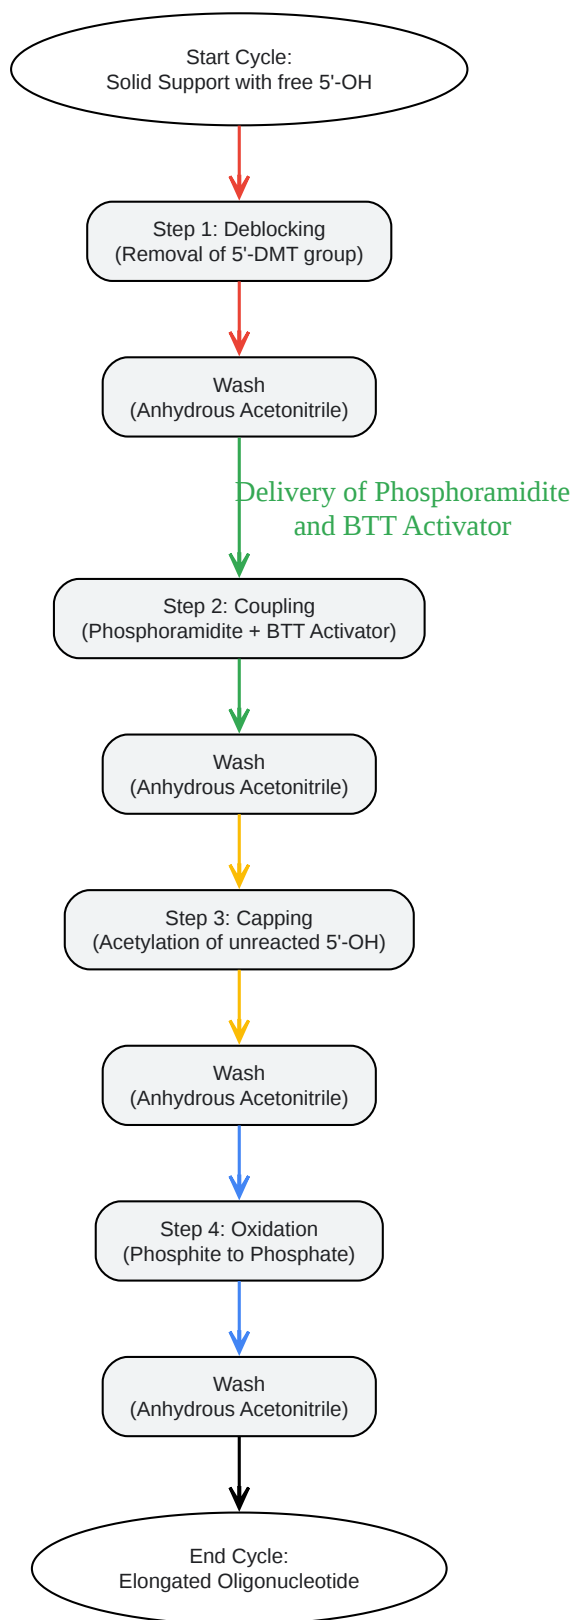 Start Cycle:
Solid Support with free 5'-OH
Step 1: Deblocking
(Removal of 5'-DMT group)
Wash
(Anhydrous Acetonitrile)
Delivery of Phosphoramidite
and BTT Activator
Step 2: Coupling
(Phosphoramidite + BTT Activator)
Wash
(Anhydrous Acetonitrile)
Step 3: Capping
(Acetylation of unreacted 5'-OH)
Wash
(Anhydrous Acetonitrile)
Step 4: Oxidation
(Phosphite to Phosphate)
Wash
(Anhydrous Acetonitrile)
End Cycle:
Elongated Oligonucleotide